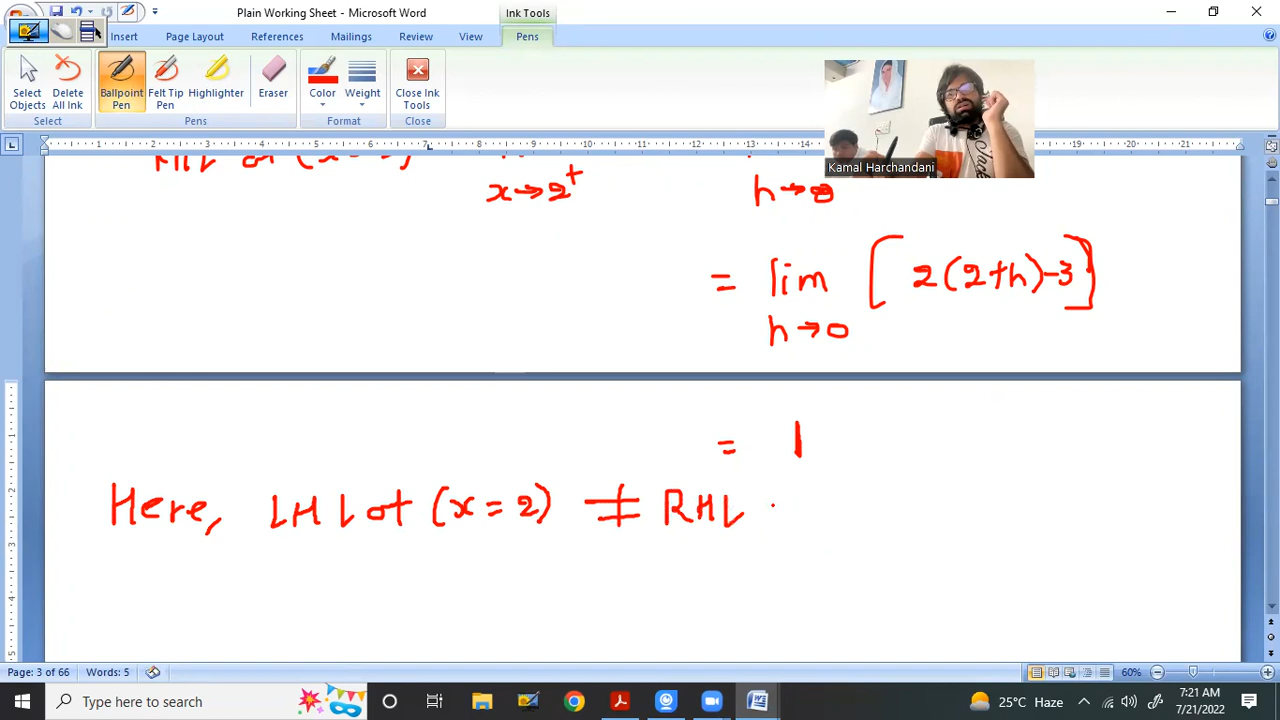 Plain Working Sheet - Microsoft Word
Ink Tools
Insert Page Layout References Mailings Review View Pens
Select Objects
Delete All Ink
Ballpoint Pen
Felt Tip Pen
Highlighter
Eraser
Color
Weight
Close Ink Tools
Select Pens Format Close
Kamal Harchandani
x→2⁺ h→0
= lim [2(2+h)-3]
h→0
= 1
Here, LHL at (x=2) ≠ RHL
Page: 3 of 66 Words: 5 60%
Type here to search
25°C Haze
7:21 AM
7/21/2022